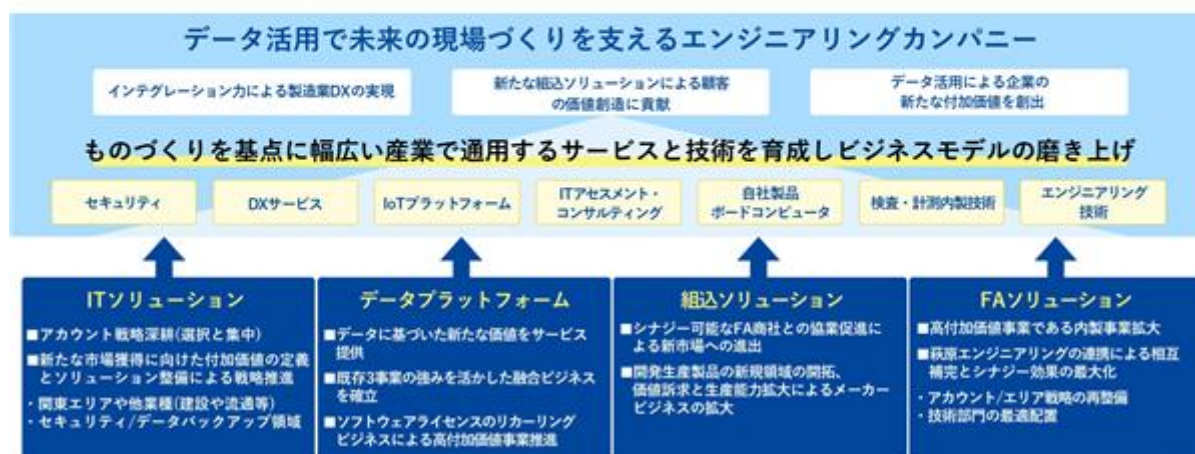 データ活用で未来の現場づくりを支えるエンジニアリングカンパニー
インテグレーション力による製造業DXの実現
新たな組込ソリューションによる顧客
の価値創造に貢献
データ活用による企業の
新たな付加価値を創出
ものづくりを基点に幅広い産業で通用するサービスと技術を育成しビジネスモデルの磨き上げ
セキュリティ
DXサービス
IoTプラットフォーム
ITアセスメント・
コンサルティング
自社製品
ボードコンピュータ
検査・計測内製技術
エンジニアリング
技術
ITソリューション
■アカウント戦略深耕(選択と集中)
■新たな市場獲得に向けた付加価値の定義
とソリューション整備による戦略推進
・関東エリアや他業種(建設や流通等)
・セキュリティ/データバックアップ領域
データプラットフォーム
■データに基づいた新たな価値をサービス
提供
■既存3事業の強みを活かした融合ビジネス
を確立
■ソフトウェアライセンスのリカーリング
ビジネスによる高付加価値事業推進
組込ソリューション
■シナジー可能なFA商社との協業促進に
よる新市場への進出
■開発生産製品の新規領域の開拓、
価値訴求と生産能力拡大によるメーカー
ビジネスの拡大
FAソリューション
■高付加価値事業である内製事業拡大
■萩原エンジニアリングの連携による相互
補完とシナジー効果の最大化
・アカウント/エリア戦略の再整備
・技術部門の最適配置